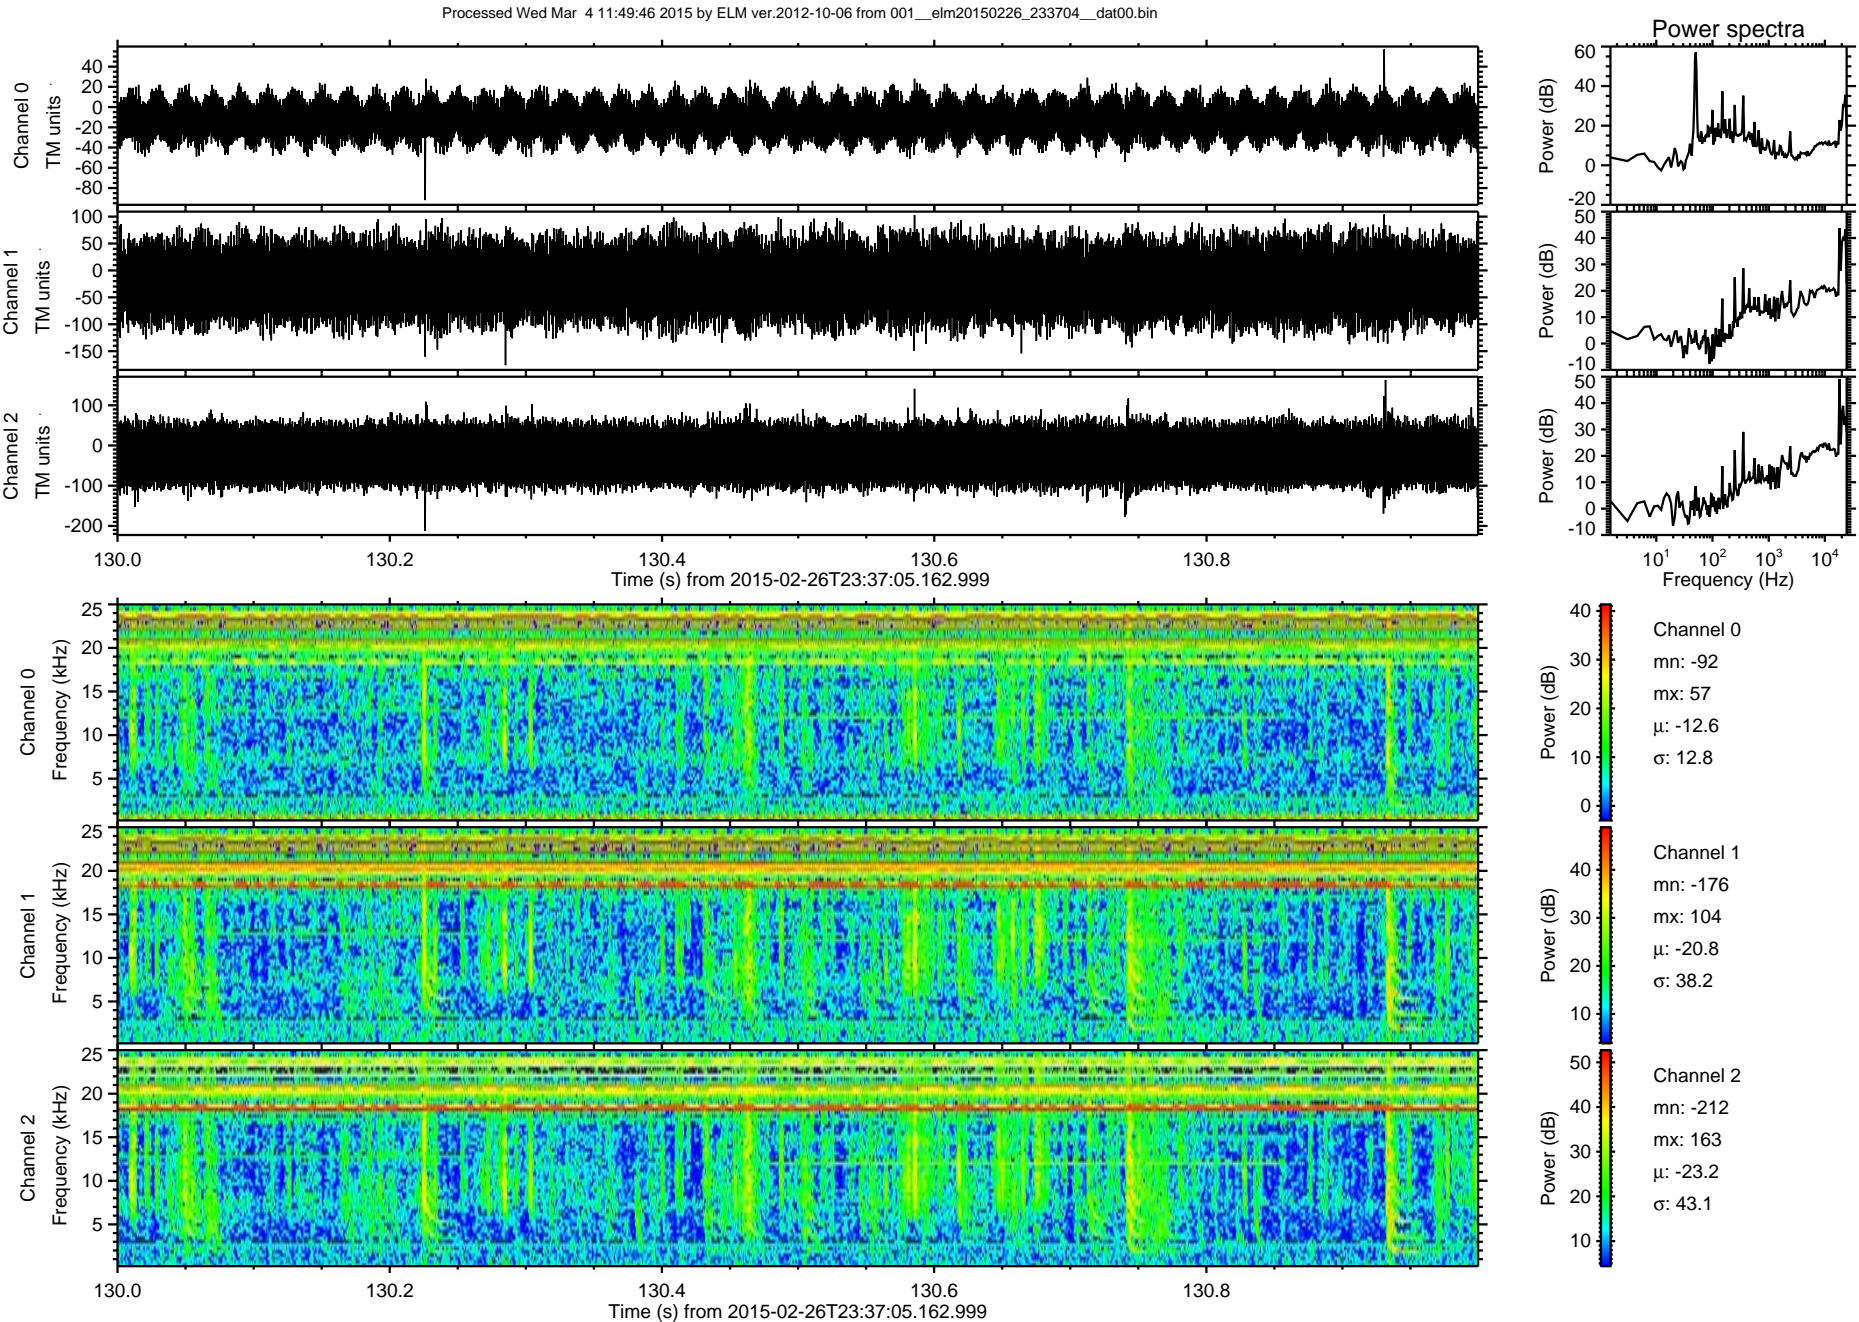 Processed Wed Mar 4 11:49:46 2015 by ELM ver.2012-10-06 from 001__elm20150226_233704__dat00.bin
Power spectra
Channel 0
TM units
40
20
0
-20
-40
-60
-80
Power (dB)
60
40
20
0
-20
Channel 1
TM units
100
50
0
-50
-100
-150
Power (dB)
50
40
30
20
10
0
-10
Channel 2
TM units
100
0
-100
-200
Power (dB)
50
40
30
20
10
0
-10
130.0 130.2 130.4 130.6 130.8
Time (s) from 2015-02-26T23:37:05.162.999
10¹ 10² 10³ 10⁴
Frequency (Hz)
Channel 0
Frequency (kHz)
25
20
15
10
5
Power (dB)
40
30
20
10
0
Channel 0
mn: -92
mx: 57
µ: -12.6
σ: 12.8
Channel 1
Frequency (kHz)
25
20
15
10
5
Power (dB)
40
30
20
10
Channel 1
mn: -176
mx: 104
µ: -20.8
σ: 38.2
Channel 2
Frequency (kHz)
25
20
15
10
5
Power (dB)
50
40
30
20
10
Channel 2
mn: -212
mx: 163
µ: -23.2
σ: 43.1
130.0 130.2 130.4 130.6 130.8
Time (s) from 2015-02-26T23:37:05.162.999